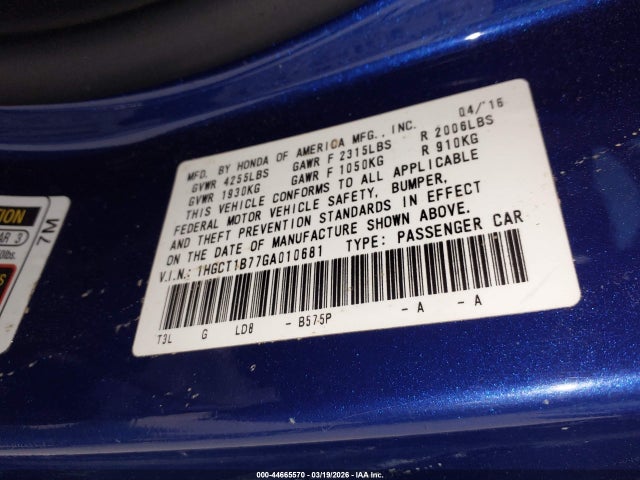 04/'16
MFD. BY HONDA OF AMERICA MFG., INC.
GVWR 4255LBS GAWR F 2315LBS R 2006LBS
GVWR 1930KG GAWR F 1050KG R 910KG
THIS VEHICLE CONFORMS TO ALL APPLICABLE
FEDERAL MOTOR VEHICLE SAFETY, BUMPER,
AND THEFT PREVENTION STANDARDS IN EFFECT
ON THE DATE OF MANUFACTURE SHOWN ABOVE.
V.I.N.: 1HGCT1B77GA010681 TYPE: PASSENGER CAR
T3L G LD8 - B575P - A - A
7M
AR 3
000-44665570 - 03/19/2026 - IAA Inc.